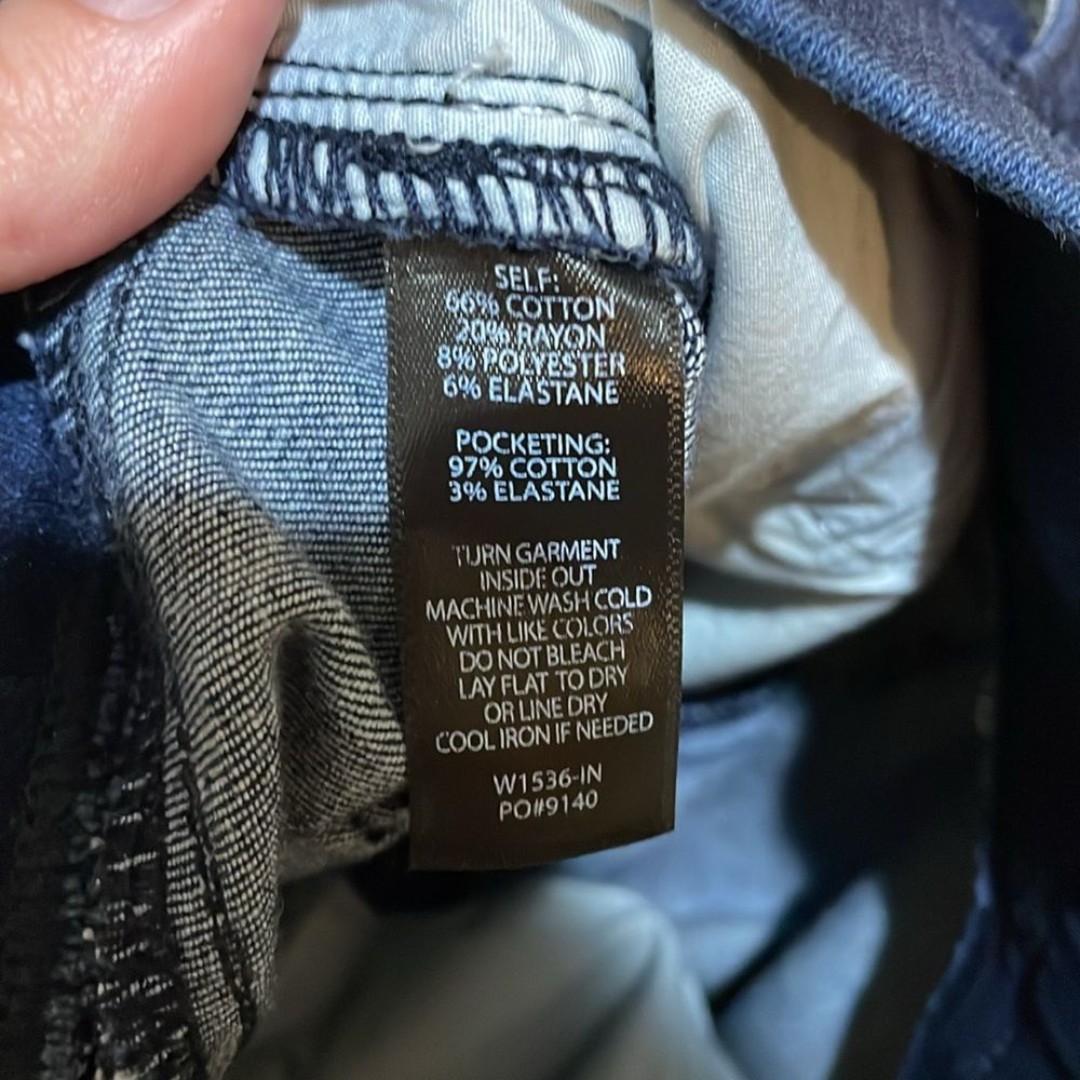 SELF:
66% COTTON
20% RAYON
8% POLYESTER
6% ELASTANE
POCKETING:
97% COTTON
3% ELASTANE
TURN GARMENT
INSIDE OUT
MACHINE WASH COLD
WITH LIKE COLORS
DO NOT BLEACH
LAY FLAT TO DRY
OR LINE DRY
COOL IRON IF NEEDED
W1536-IN
PO#9140